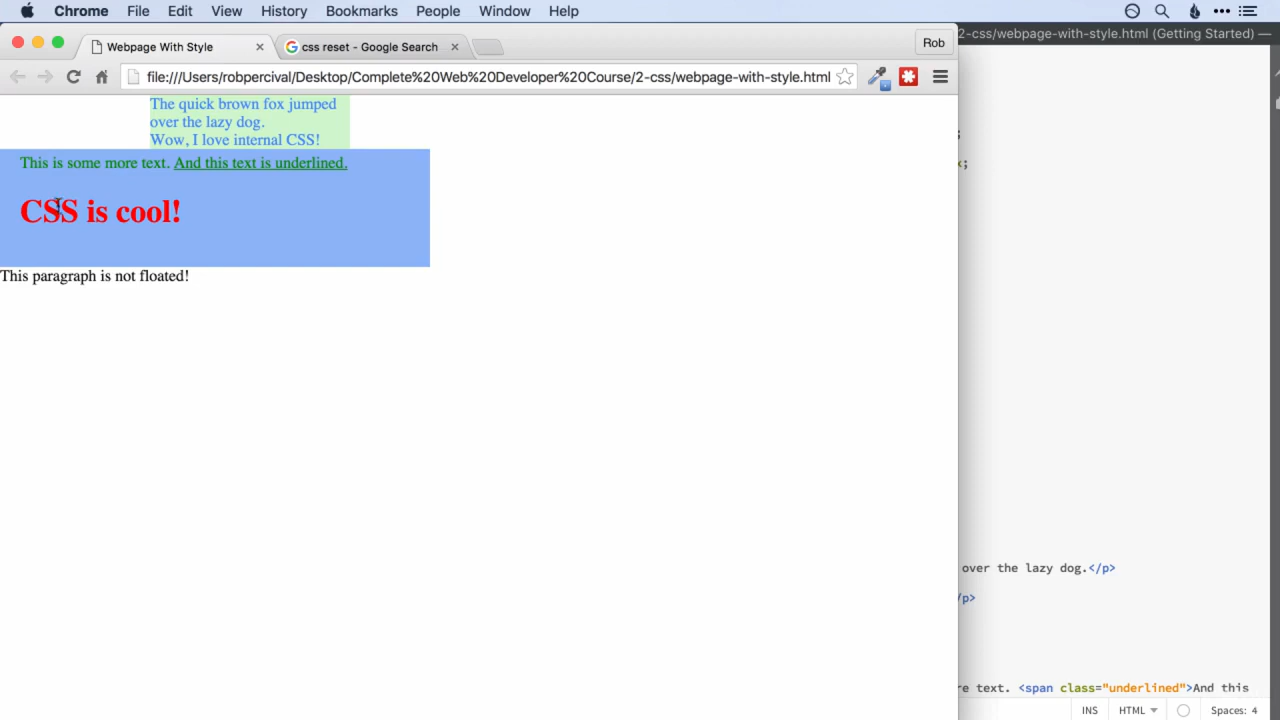 Chrome File Edit View History Bookmarks People Window Help
Webpage With Style
css reset - Google Search
Rob
2-css/webpage-with-style.html (Getting Started) —
file:///Users/robpercival/Desktop/Complete%20Web%20Developer%20Course/2-css/webpage-with-style.html
The quick brown fox jumped
over the lazy dog.
Wow, I love internal CSS!
This is some more text. And this text is underlined.
CSS is cool!
This paragraph is not floated!
;
x;
over the lazy dog.</p>
/p>
re text. <span class="underlined">And this
INS HTML Spaces: 4